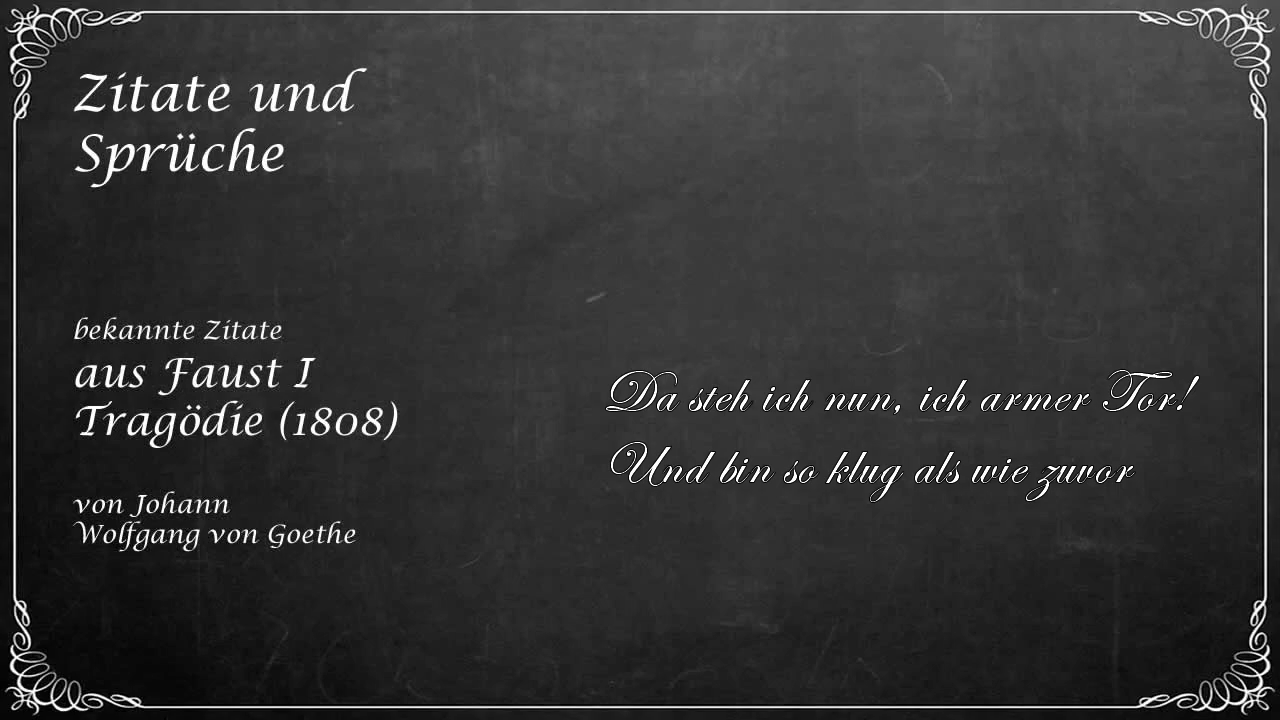 Zitate und
Sprüche
bekannte Zitate
aus Faust I
Tragödie (1808)
von Johann
Wolfgang von Goethe
Da steh ich nun, ich armer Tor!
Und bin so klug als wie zuvor